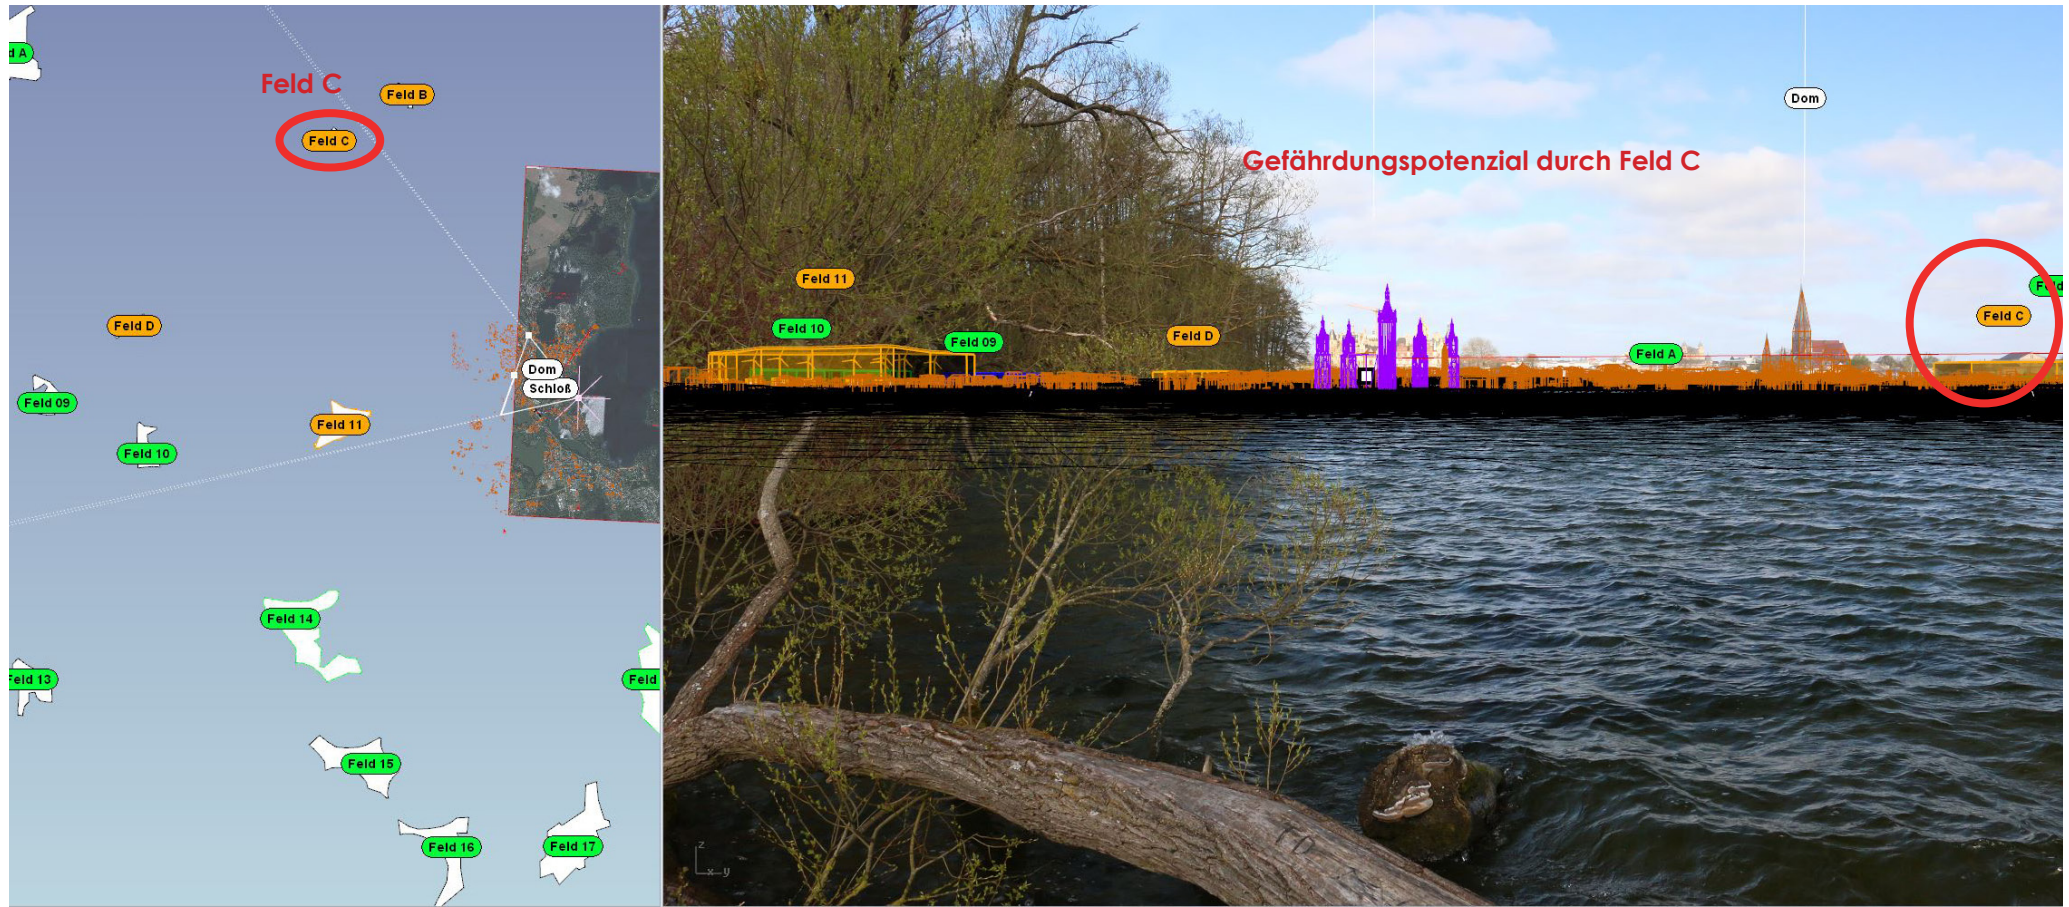 d A
Feld C
Feld B
Feld C
Feld D
Dom
Schloß
Feld 09
Feld 11
Feld 10
Feld 14
Feld 13
Feld
Feld 15
Feld 16
Feld 17
Dom
Gefährdungspotenzial durch Feld C
Feld 11
Feld
Feld C
Feld 10
Feld D
Feld 09
Feld A
z
x y